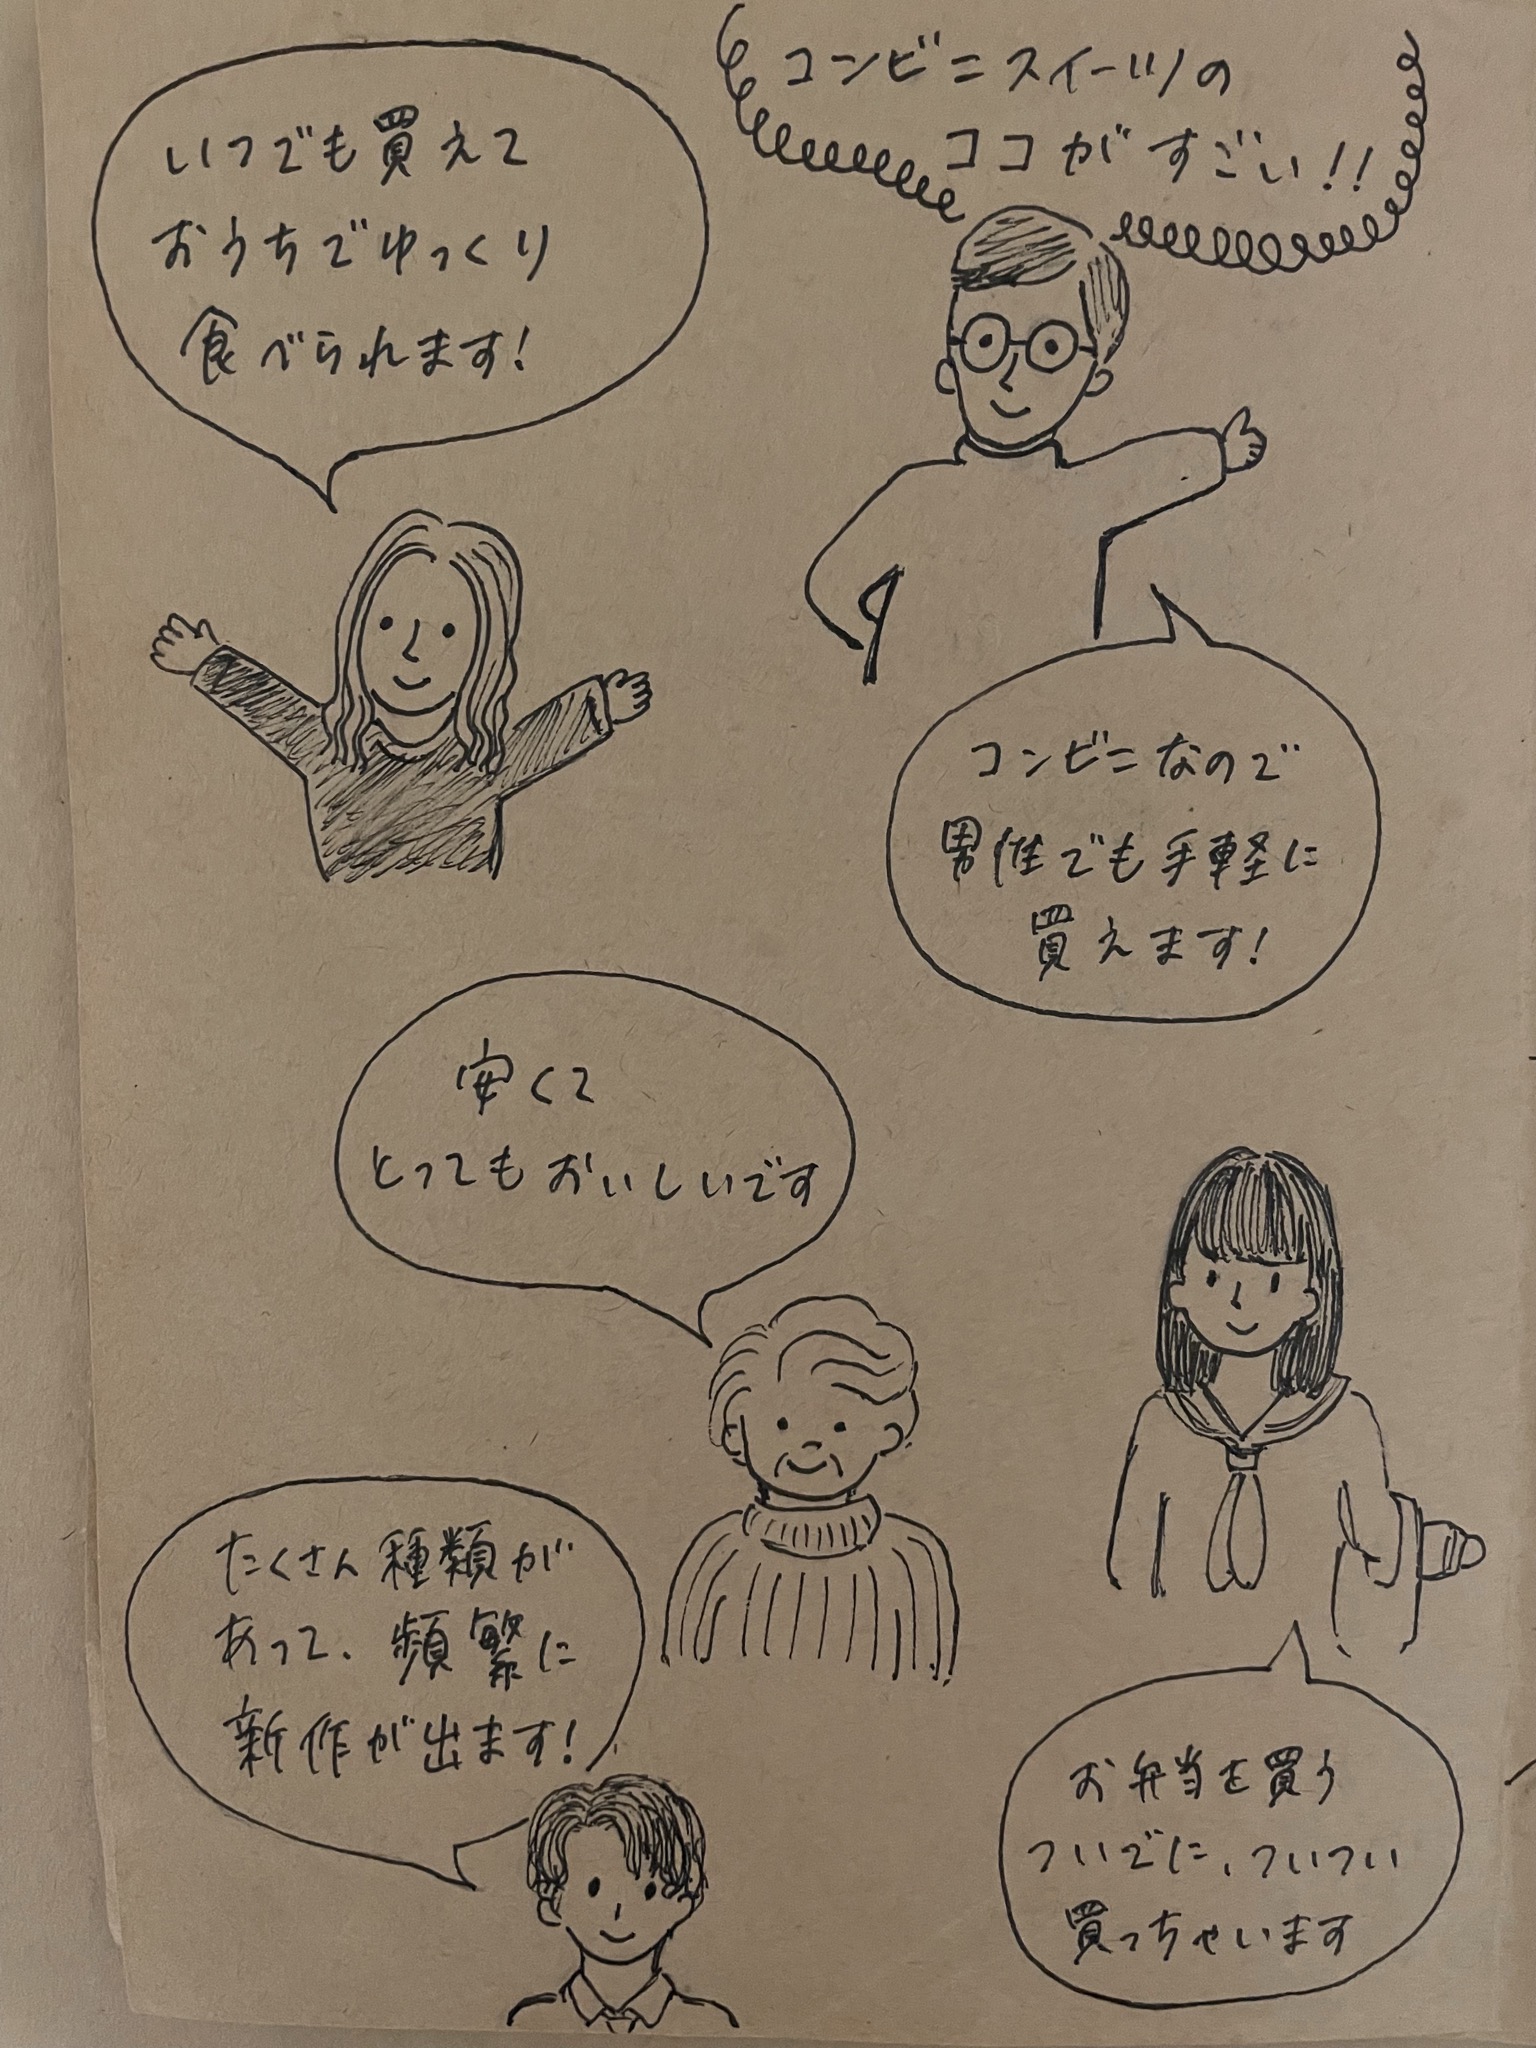 コンビニスイーツの
ココがすごい!!
いつでも買えて
おうちでゆっくり
食べられます!
コンビニなので
男性でも手軽に
買えます!
安くて
とってもおいしいです
たくさん種類が
あって、頻繁に
新作が出ます!
お弁当を買う
ついでに、ついつい
買っちゃいます